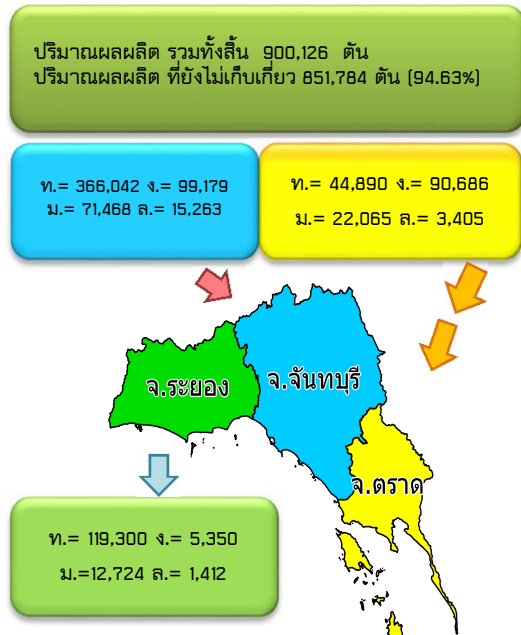 ปริมาณผลผลิต รวมทั้งสิ้น 900,126 ตัน
ปริมาณผลผลิต ที่ยังไม่เก็บเกี่ยว 851,784 ตัน (94.63%)
ท.= 366,042 ง.= 99,179
ม.= 71,468 ล.= 15,263
ท.= 44,890 ง.= 90,686
ม.= 22,065 ล.= 3,405
จ.ระยอง
จ.จันทบุรี
จ.ตราด
ท.= 119,300 ง.= 5,350
ม.=12,724 ล.= 1,412